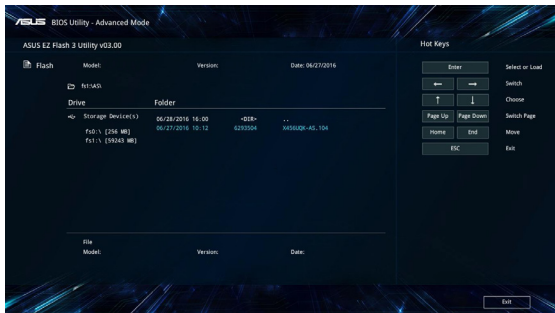 ASUS BIOS Utility - Advanced Mode
ASUS EZ Flash 3 Utility v03.00
Hot Keys
Flash
Model: Version: Date: 06/27/2016
fs1:\AS\
Drive Folder
Storage Device(s)
fs0:\ [256 MB]
fs1:\ [59243 MB]
06/28/2016 16:00 <DIR> ..
06/27/2016 10:12 6293504 X456UQK-AS.104
File
Model: Version: Date:
Enter Select or Load
← → Switch
↑ ↓ Choose
Page Up Page Down Switch Page
Home End Move
ESC Exit
Exit